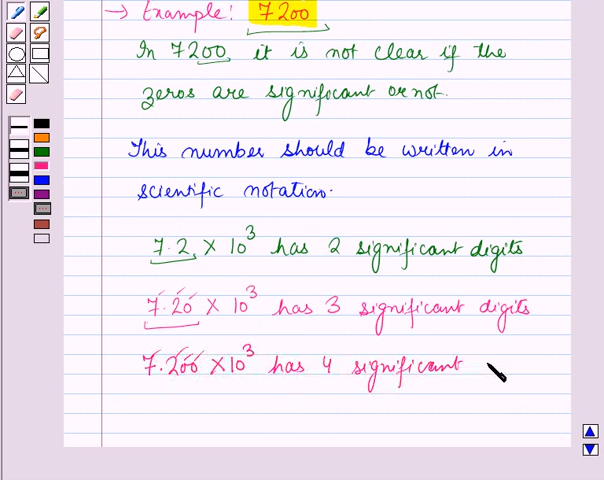 → Example: 7200
In 7200, it is not clear if the
zeros are significant or not.
This number should be written in
scientific notation.
7.2 × 10³ has 2 significant digits
7.20 × 10³ has 3 significant digits
7.200 × 10³ has 4 significant